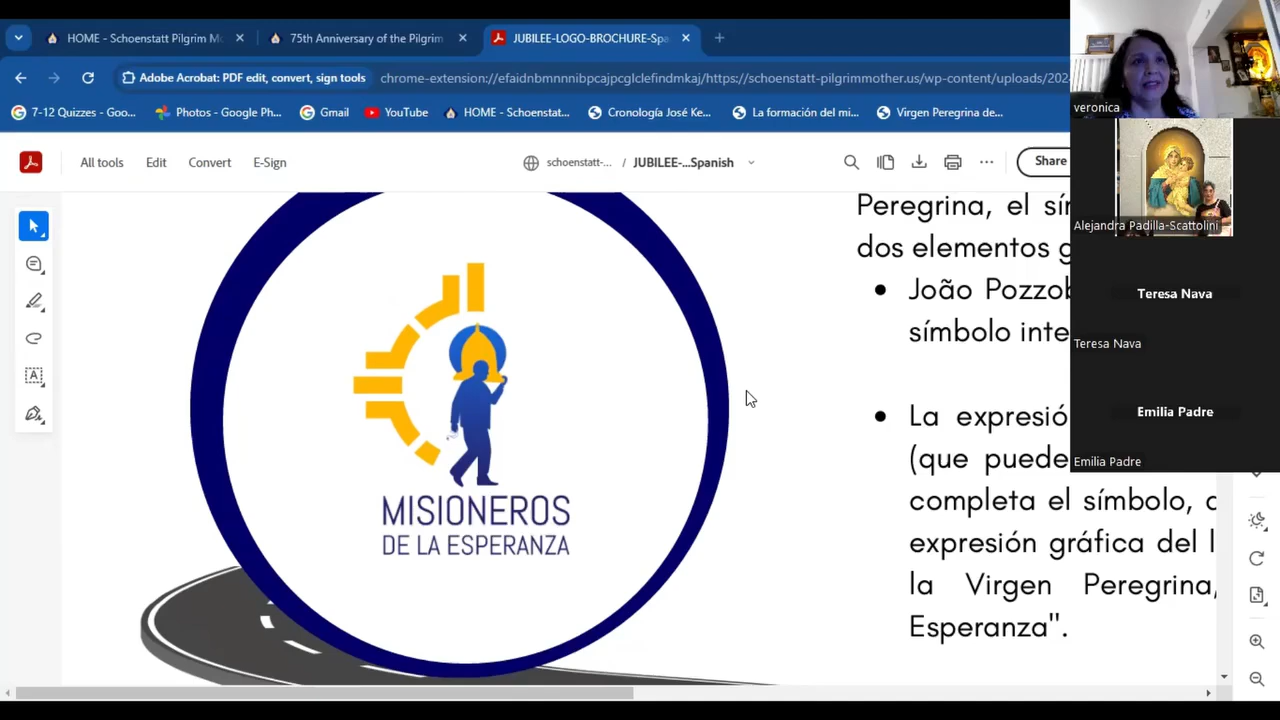 HOME - Schoenstatt Pilgrim Mo
75th Anniversary of the Pilgrim
JUBILEE-LOGO-BROCHURE-Spa
Adobe Acrobat: PDF edit, convert, sign tools
chrome-extension://efaidnbmnnnibpcajpcglclefindmkaj/https://schoenstatt-pilgrimmother.us/wp-content/uploads/202
7-12 Quizzes - Goo...
Photos - Google Ph...
Gmail
YouTube
HOME - Schoenstat...
Cronología José Ke...
La formación del mi...
Virgen Peregrina de...
veronica
All tools
Edit
Convert
E-Sign
schoenstatt-...
/ JUBILEE-...Spanish
Share
Alejandra Padilla-Scattolini
Teresa Nava
Teresa Nava
Emilia Padre
Emilia Padre
MISIONEROS
DE LA ESPERANZA
Peregrina, el
dos elementos
• João
símbolo
• La
(que puede
completa el símbolo,
expresión gráfica del
la Virgen Peregrina,
Esperanza".